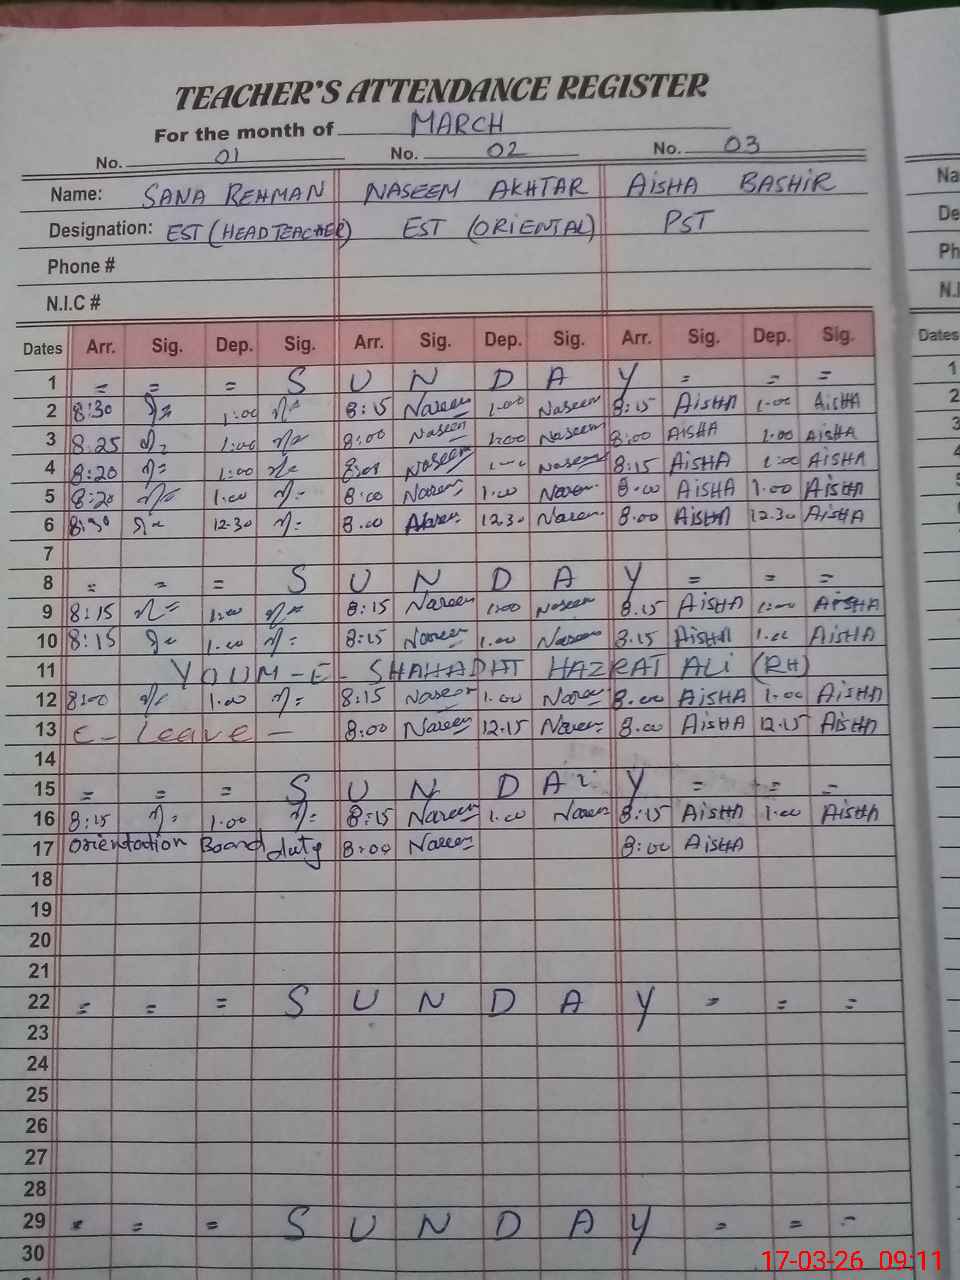 TEACHER'S ATTENDANCE REGISTER
For the month of MARCH
No. 01 No. 02 No. 03
Name: SANA REHMAN NASEEM AKHTAR AISHA BASHIR Na
Designation: EST (HEAD TEACHER) EST (ORIENTAL) PST De
Phone # Ph
N.I.C # N.I
Dates Arr. Sig. Dep. Sig. Arr. Sig. Dep. Sig. Arr. Sig. Dep. Sig. Dates
1 = = = S U N D A Y = = = 1
2 8:30 1:00 8:15 Naseem 1:00 Naseem 8:15 AISHA 1:00 AISHA 2
3 8:25 1:00 8:00 Naseem 1:00 Naseem 8:00 AISHA 1.00 AISHA 3
4 8:20 1:00 Naseem Naseem 8:15 AISHA 1:00 AISHA 4
5 8:20 1.00 8:00 Naseem 1.00 Naseem 8:00 AISHA 1.00 AISHA
6 8:30 12.30 8.00 12.30 Naseem 8.00 AISHA 12.30 AISHA
7
8 = = = S U N D A Y = = =
9 8:15 1:00 8:15 Naseem 1:00 Naseem 8.15 AISHA 1:00 AISHA
10 8:15 1.00 8:15 Naseem 1.00 Naseem 8.15 AISHA 1.00 AISHA
11 YOUM-E-SHAHADAT HAZRAT ALI (RH)
12 8:00 1.00 8:15 Naseem 1.00 Naseem 8.00 AISHA 1.00 AISHA
13 C- Leave - 8:00 Naseem 12.15 Naseem 8.00 AISHA 12.15 AISHA
14
15 = = = S U N D A Y = = =
16 8:15 1.00 8:15 Naseem 1.00 Naseem 8:15 AISHA 1.00 AISHA
17 Orientation Board duty 8:00 Naseem 8:00 AISHA
18
19
20
21
22 = = = S U N D A Y = = =
23
24
25
26
27
28
29 = = = S U N D A Y = = =
30
17-03-26 09:11